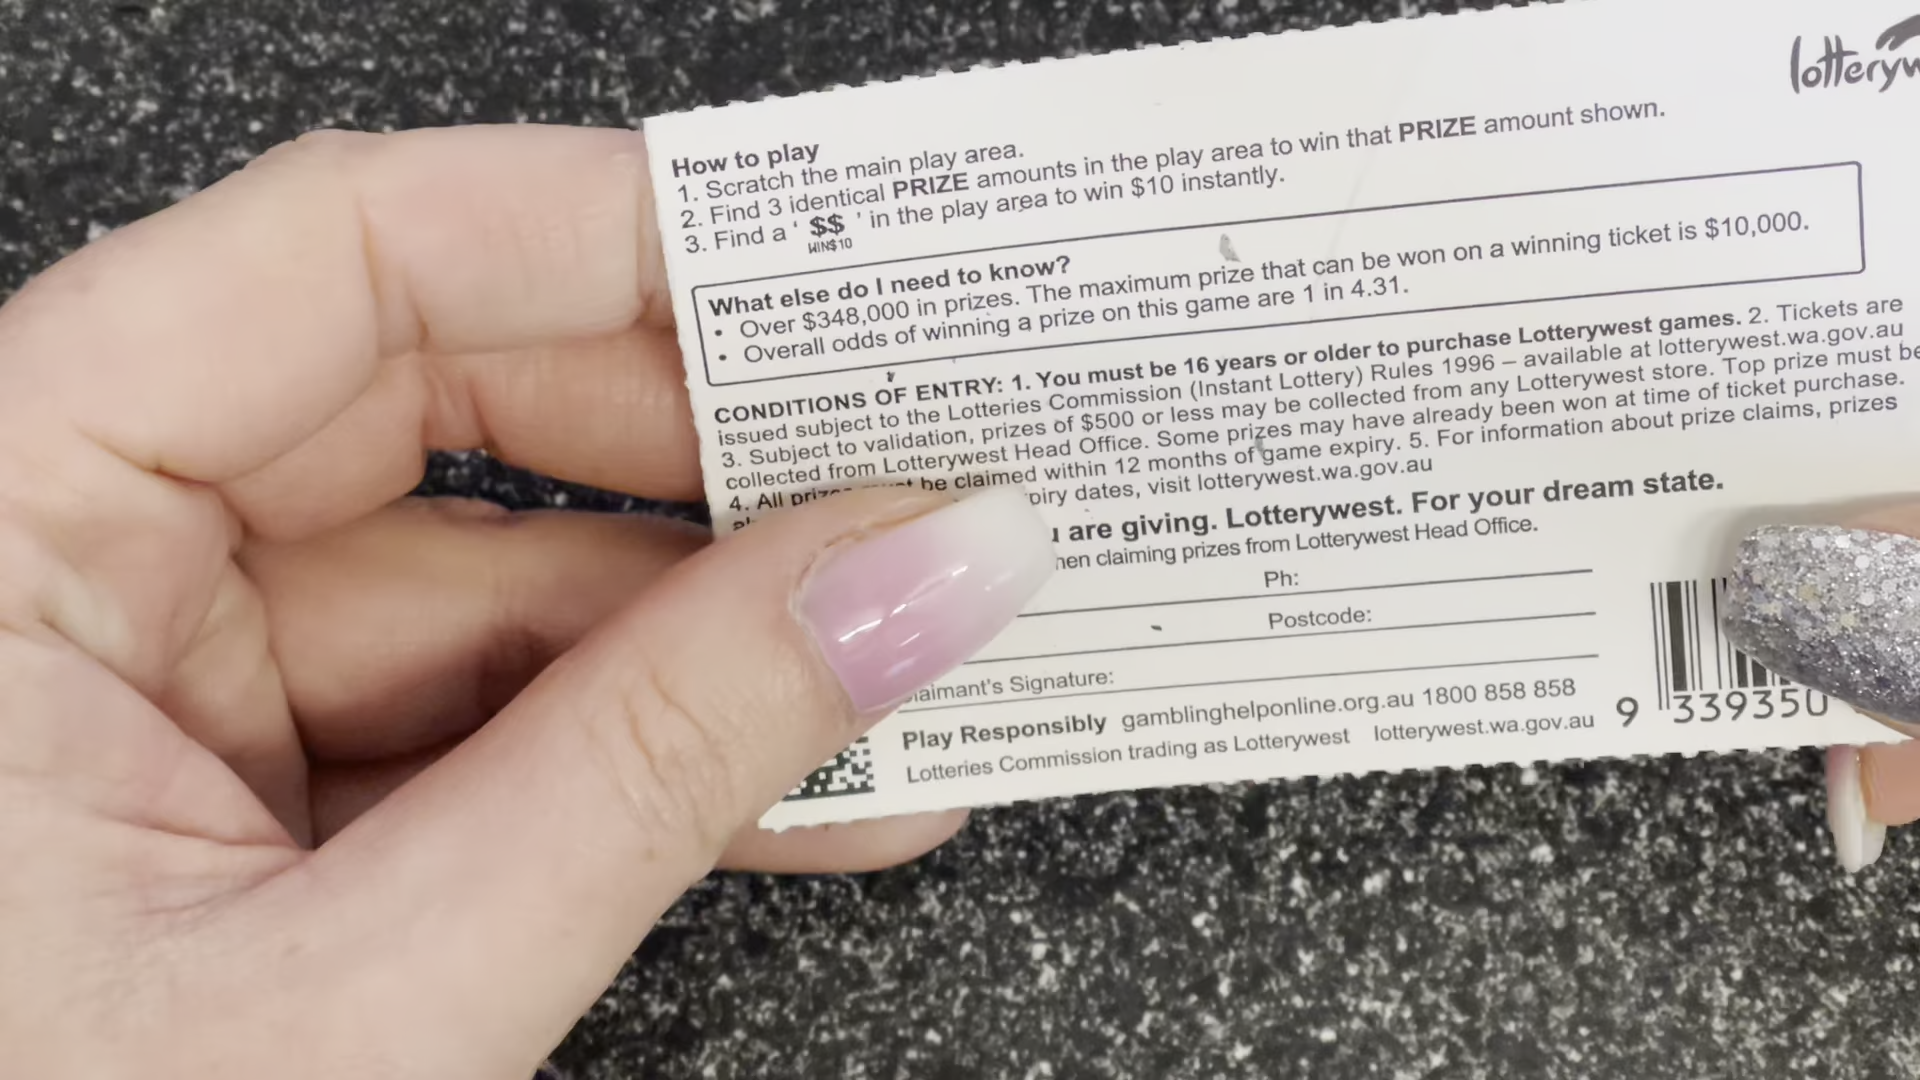 lotteryw
How to play
1. Scratch the main play area.
2. Find 3 identical PRIZE amounts in the play area to win that PRIZE amount shown.
3. Find a ' $$ ' in the play area to win $10 instantly.
WIN$10
What else do I need to know?
• Over $348,000 in prizes. The maximum prize that can be won on a winning ticket is $10,000.
• Overall odds of winning a prize on this game are 1 in 4.31.
CONDITIONS OF ENTRY: 1. You must be 16 years or older to purchase Lotterywest games. 2. Tickets are
issued subject to the Lotteries Commission (Instant Lottery) Rules 1996 – available at lotterywest.wa.gov.au
3. Subject to validation, prizes of $500 or less may be collected from any Lotterywest store. Top prize must be
collected from Lotterywest Head Office. Some prizes may have already been won at time of ticket purchase.
4. All be claimed within 12 months of game expiry. 5. For information about prize claims, prizes
piry dates, visit lotterywest.wa.gov.au
are giving. Lotterywest. For your dream state.
hen claiming prizes from Lotterywest Head Office.
Ph:
Postcode:
laimant's Signature:
Play Responsibly gamblinghelponline.org.au 1800 858 858
Lotteries Commission trading as Lotterywest lotterywest.wa.gov.au
9 339350